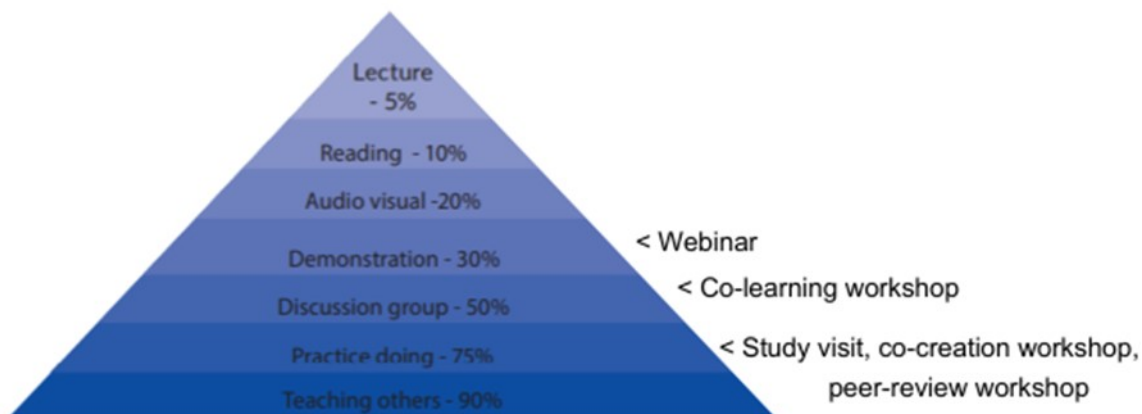 Lecture
- 5%
Reading - 10%
Audio visual -20%
< Webinar
Demonstration - 30%
< Co-learning workshop
Discussion group - 50%
< Study visit, co-creation workshop,
Practice doing - 75%
peer-review workshop
Teaching others - 90%